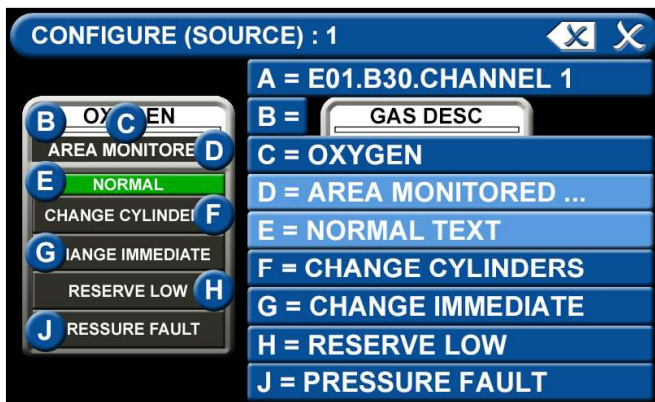 CONFIGURE (SOURCE) : 1
A = E01.B30.CHANNEL 1
B OX C EN
B = GAS DESC
AREA MONITORE D
C = OXYGEN
E NORMAL
D = AREA MONITORED ...
E = NORMAL TEXT
CHANGE CYLINDE F
F = CHANGE CYLINDERS
G IANGE IMMEDIATE
G = CHANGE IMMEDIATE
RESERVE LOW H
H = RESERVE LOW
J RESSURE FAULT
J = PRESSURE FAULT